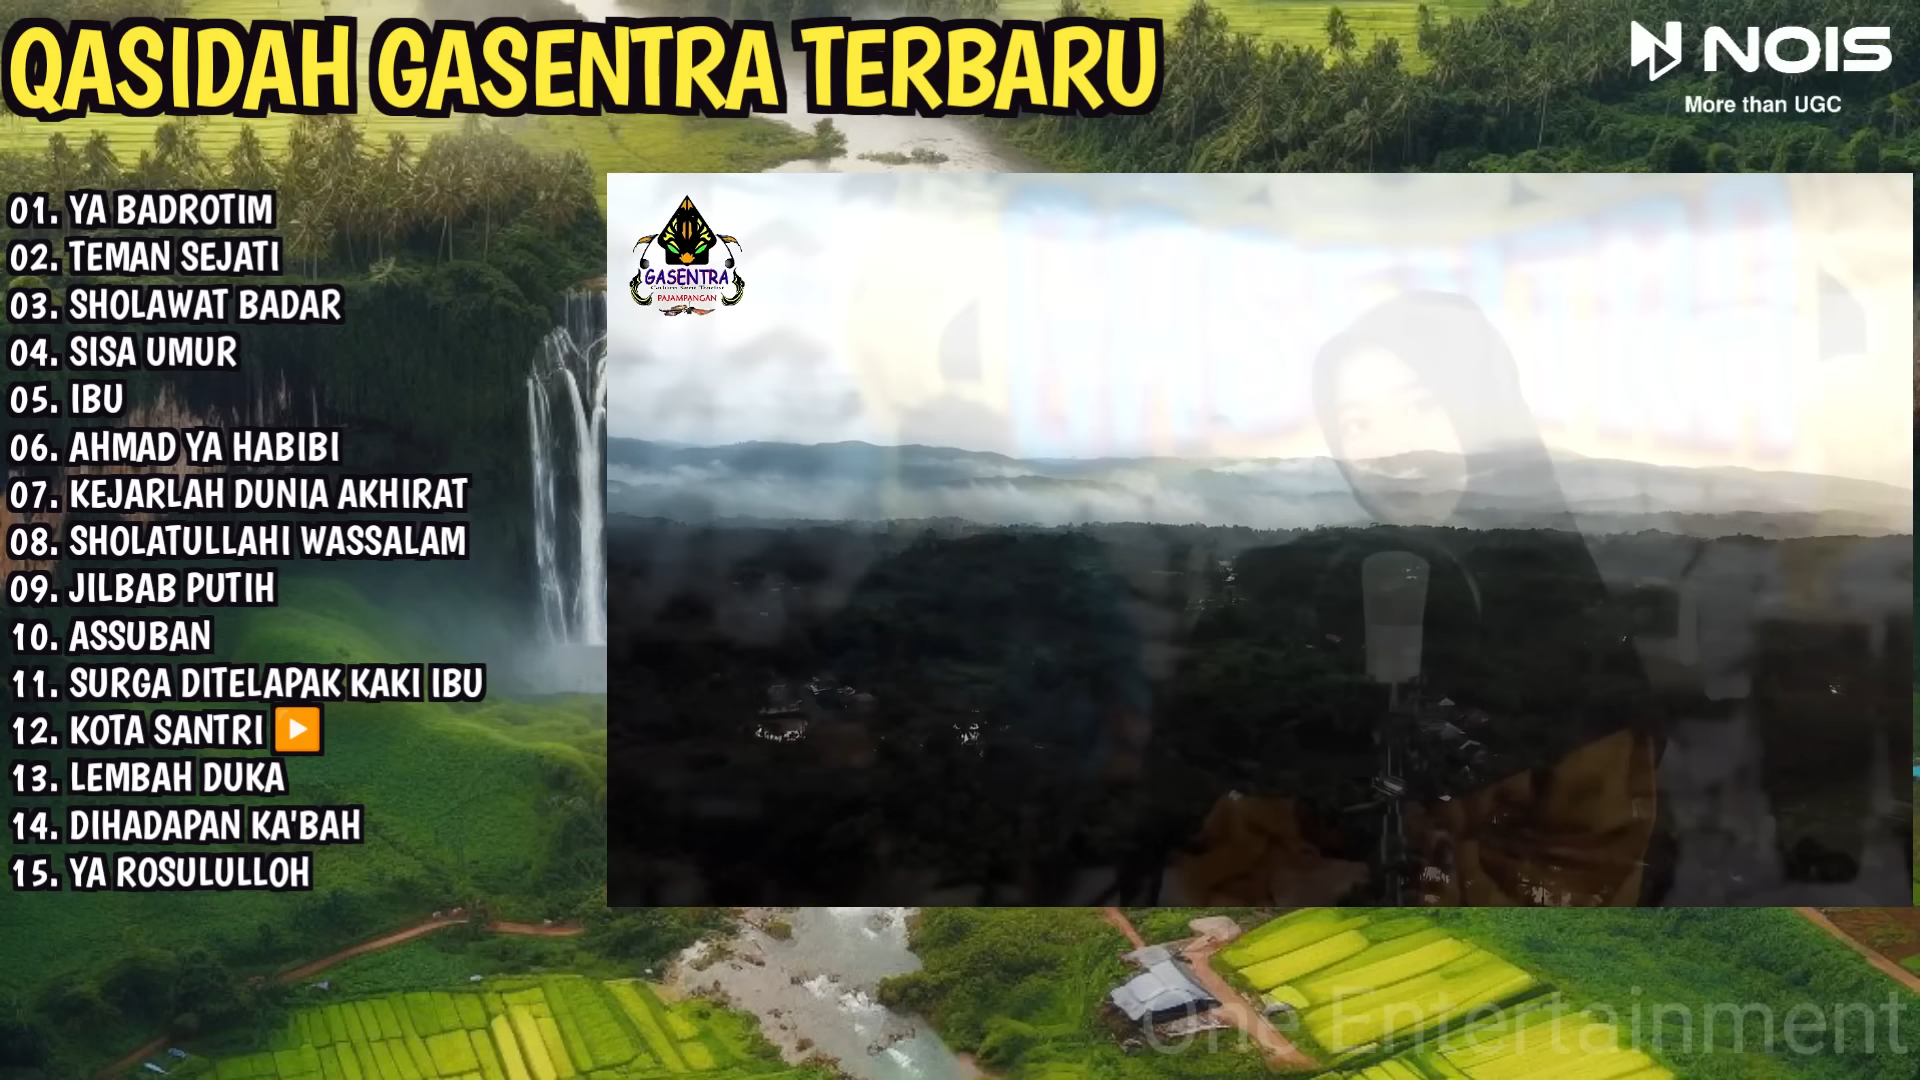 QASIDAH GASENTRA TERBARU
NOIS
More than UGC
01. YA BADROTIM
02. TEMAN SEJATI
03. SHOLAWAT BADAR
04. SISA UMUR
05. IBU
06. AHMAD YA HABIBI
07. KEJARLAH DUNIA AKHIRAT
08. SHOLATULLAHI WASSALAM
09. JILBAB PUTIH
10. ASSUBAN
11. SURGA DITELAPAK KAKI IBU
12. KOTA SANTRI
13. LEMBAH DUKA
14. DIHADAPAN KA'BAH
15. YA ROSULULLOH
GASENTRA
PAJAMPANGAN
One Entertainment